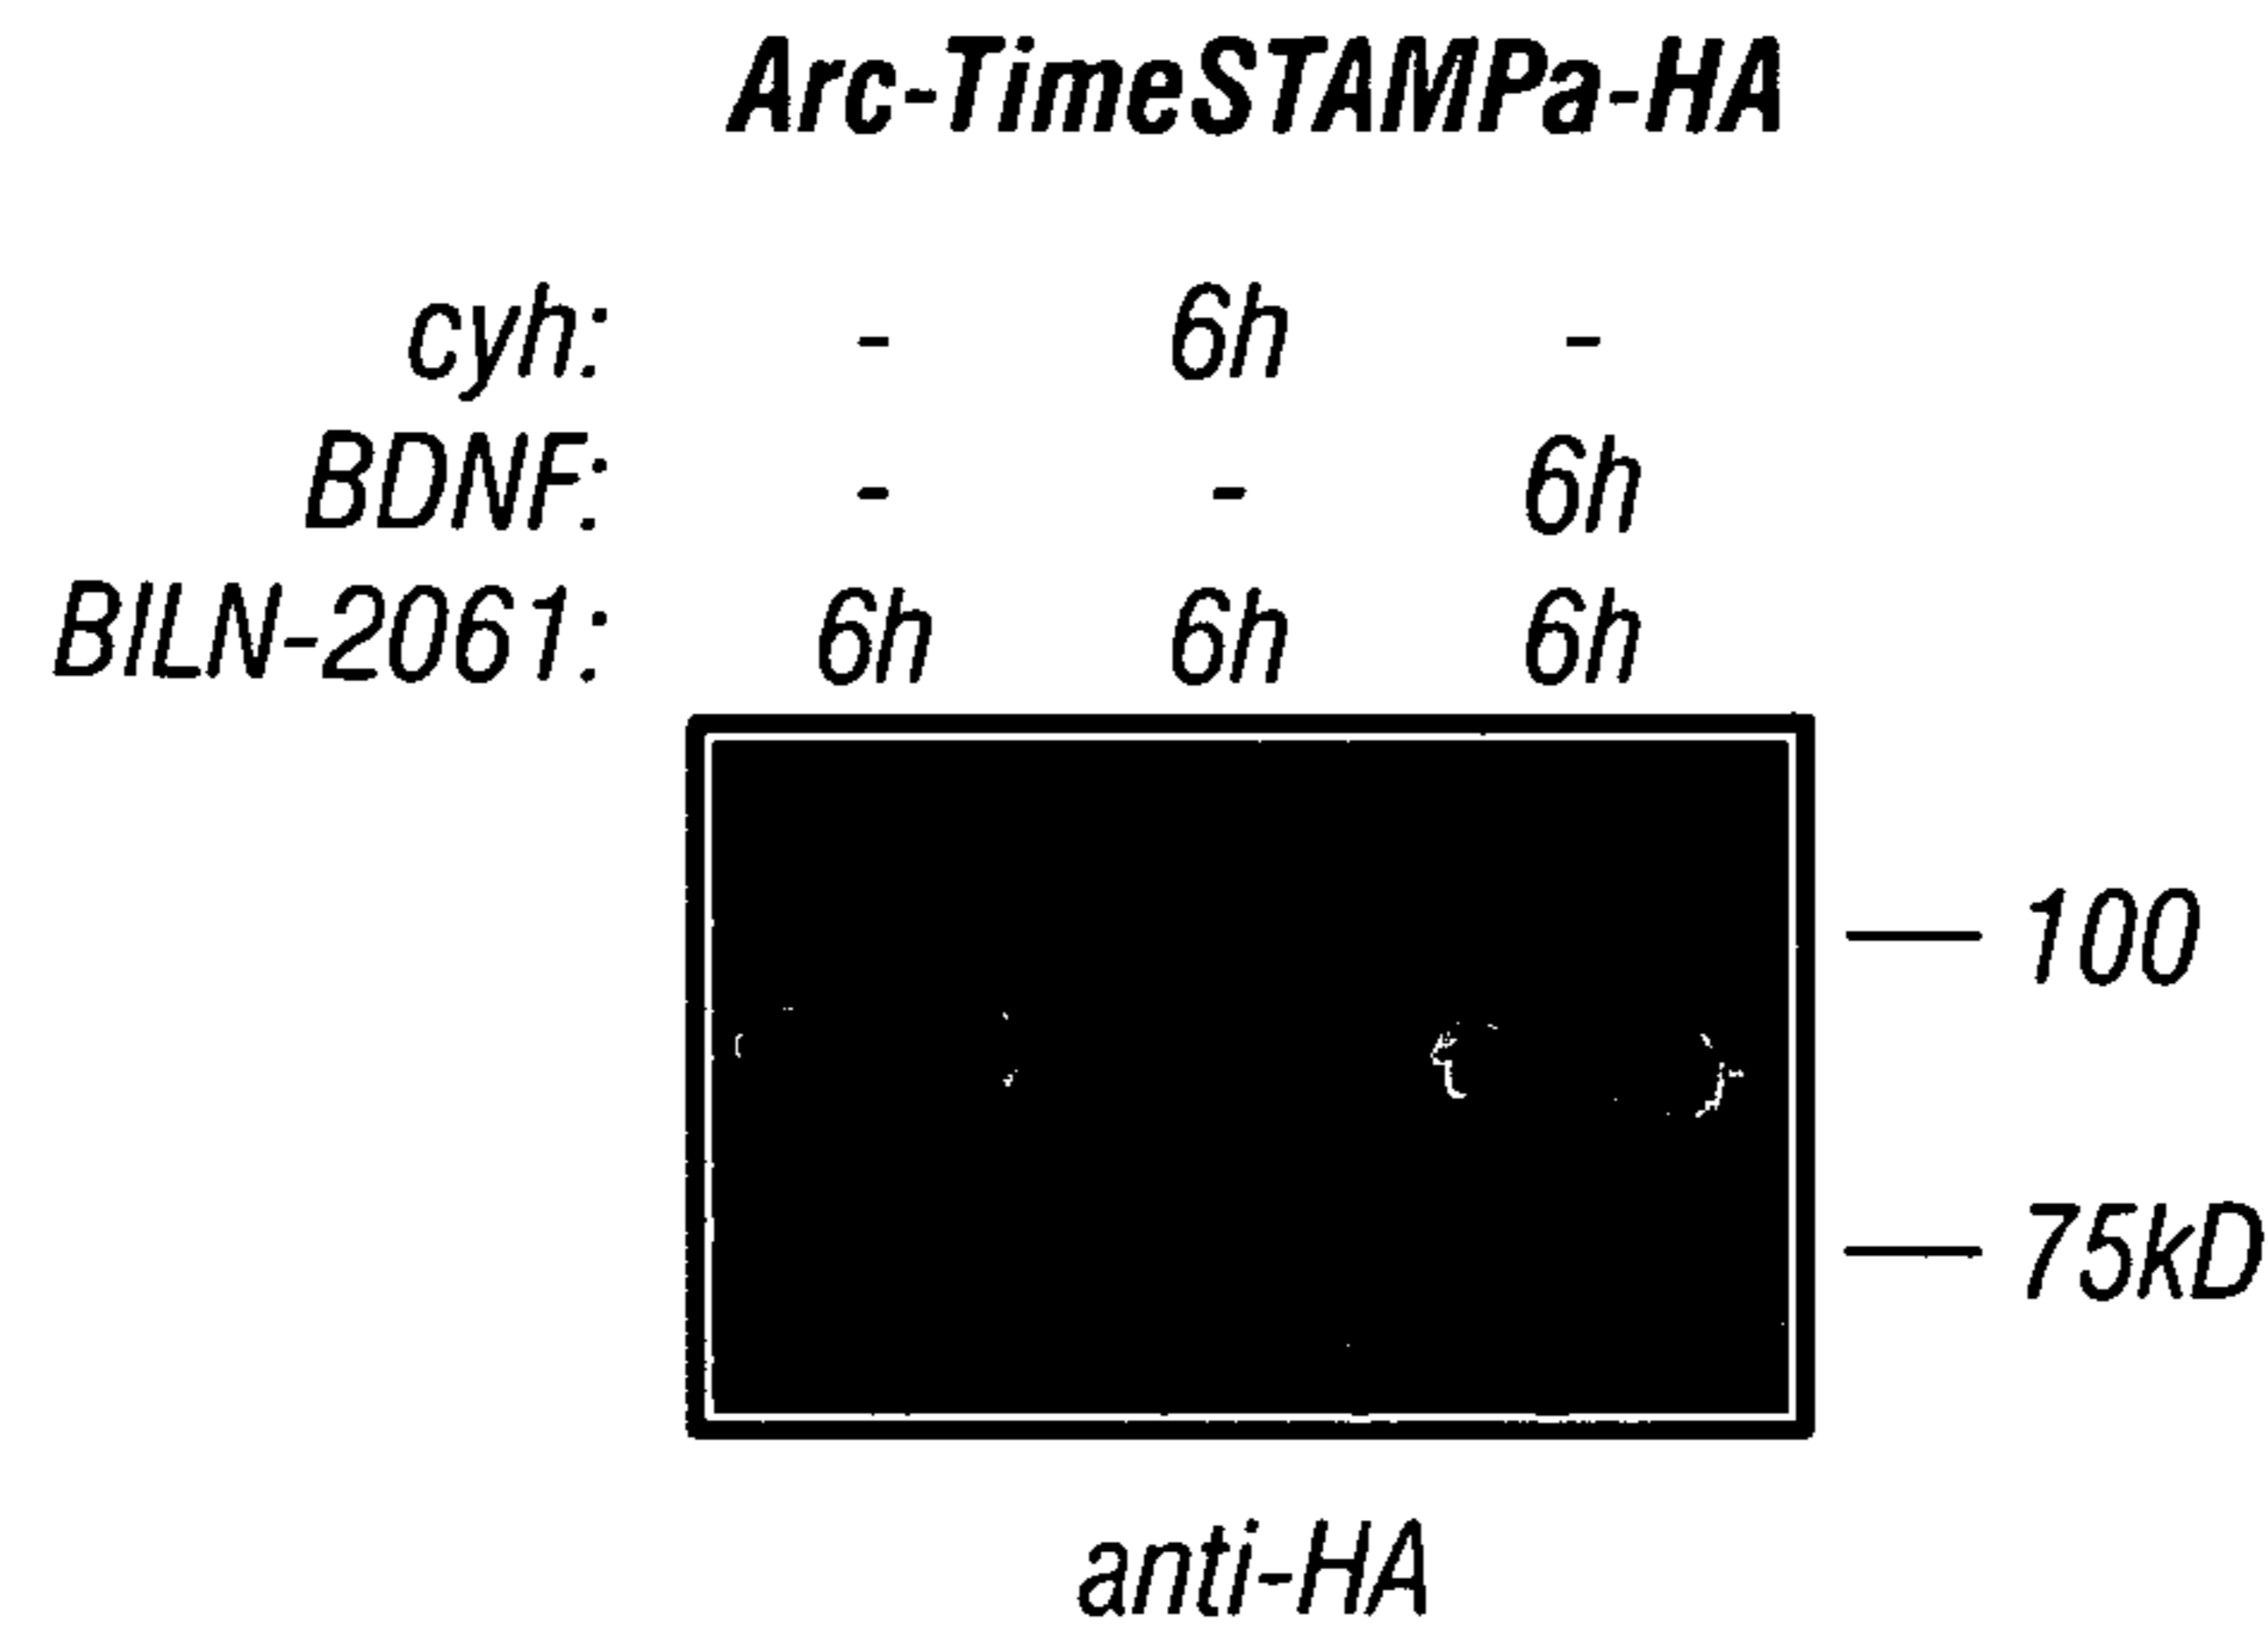 Arc-TimeSTAMPa-HA
cyh: - 6h -
BDNF: - - 6h
BILN-2061: 6h 6h 6h
100
75kD
anti-HA